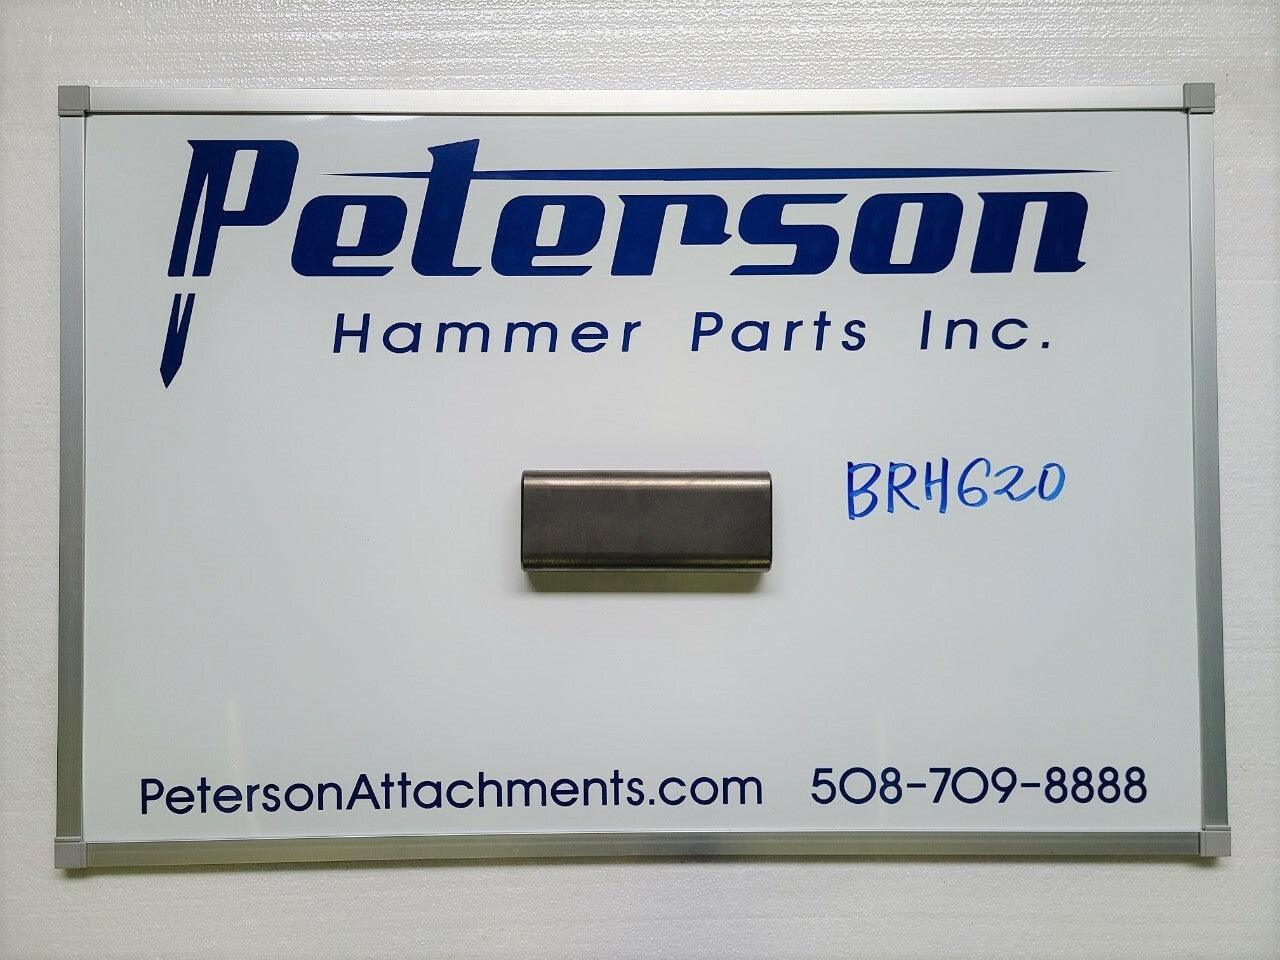 Peterson
Hammer Parts Inc.
BRH620
PetersonAttachments.com 508-709-8888